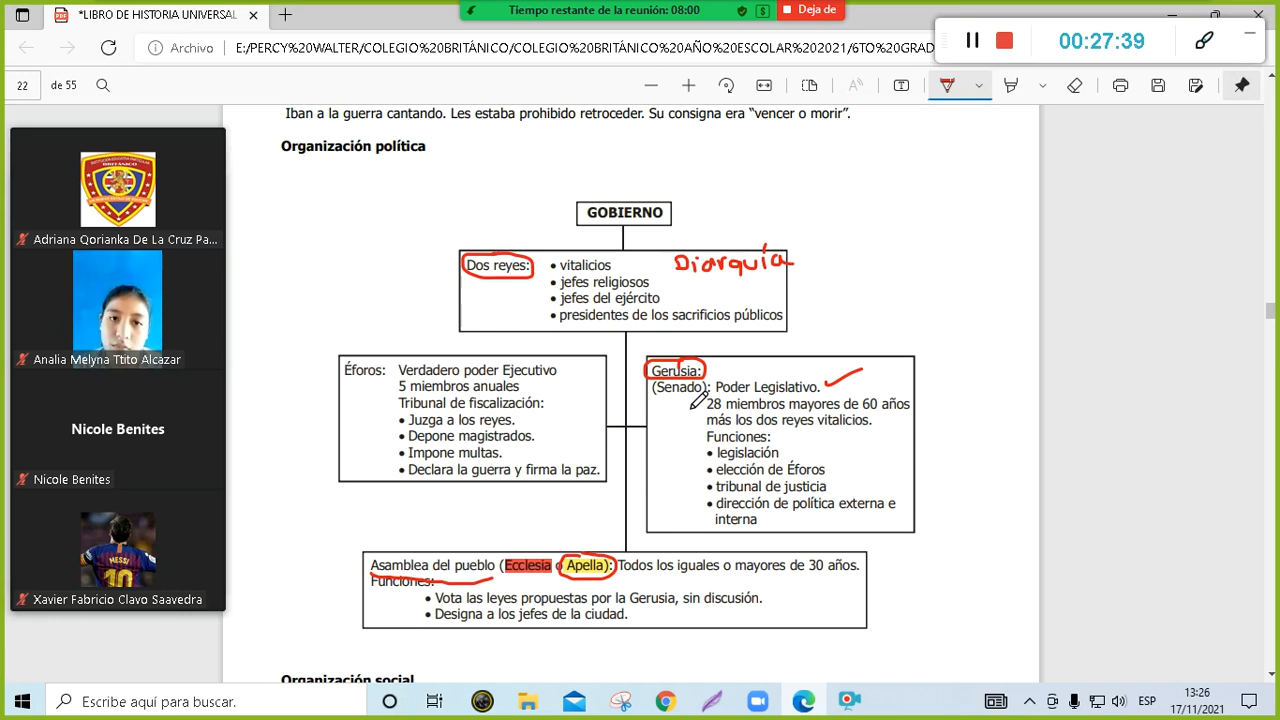 *LIBRO DE HISTORIA UNIVERSAL
Tiempo restante de la reunión: 08:00
Deja de
Archivo
E:/PERCY%20WALTER/COLEGIO%20BRITÁNICO/COLEGIO%20BRITÁNICO%20AÑO%20ESCOLAR%202021/6TO%20GRAD
00:27:39
22
de 55
Iban a la guerra cantando. Les estaba prohibido retroceder. Su consigna era “vencer o morir”.
Organización política
GOBIERNO
Dos reyes:
• vitalicios
• jefes religiosos
• jefes del ejército
• presidentes de los sacrificios públicos
Diarquía
Éforos: Verdadero poder Ejecutivo
5 miembros anuales
Tribunal de fiscalización:
• Juzga a los reyes.
• Depone magistrados.
• Impone multas.
• Declara la guerra y firma la paz.
Gerusia:
(Senado): Poder Legislativo.
28 miembros mayores de 60 años
más los dos reyes vitalicios.
Funciones:
• legislación
• elección de Éforos
• tribunal de justicia
• dirección de política externa e
interna
Asamblea del pueblo (Ecclesia o Apella): Todos los iguales o mayores de 30 años.
Funciones:
• Vota las leyes propuestas por la Gerusia, sin discusión.
• Designa a los jefes de la ciudad.
Organización social
BRITÁNICO
Adriana Qorianka De La Cruz Pa...
Analia Melyna Ttito Alcazar
Nicole Benites
Nicole Benites
MESSI
10
Xavier Fabricio Clavo Saavedra
Escribe aquí para buscar.
ESP
13:26
17/11/2021